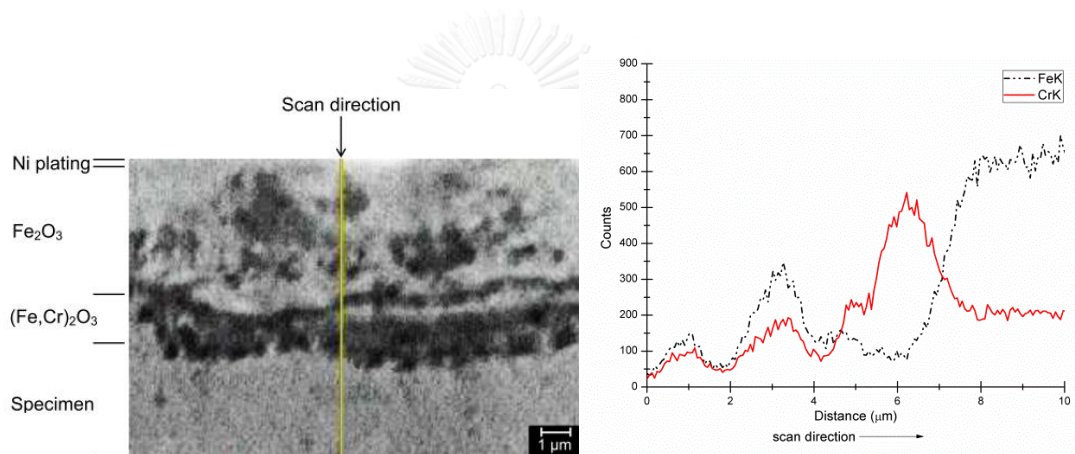 Scan direction
Ni plating
Fe₂O₃
(Fe,Cr)₂O₃
Specimen
1 μm
FeK
CrK
900
800
700
600
500
400
300
200
100
0
Counts
0 2 4 6 8 10
Distance (μm)
scan direction